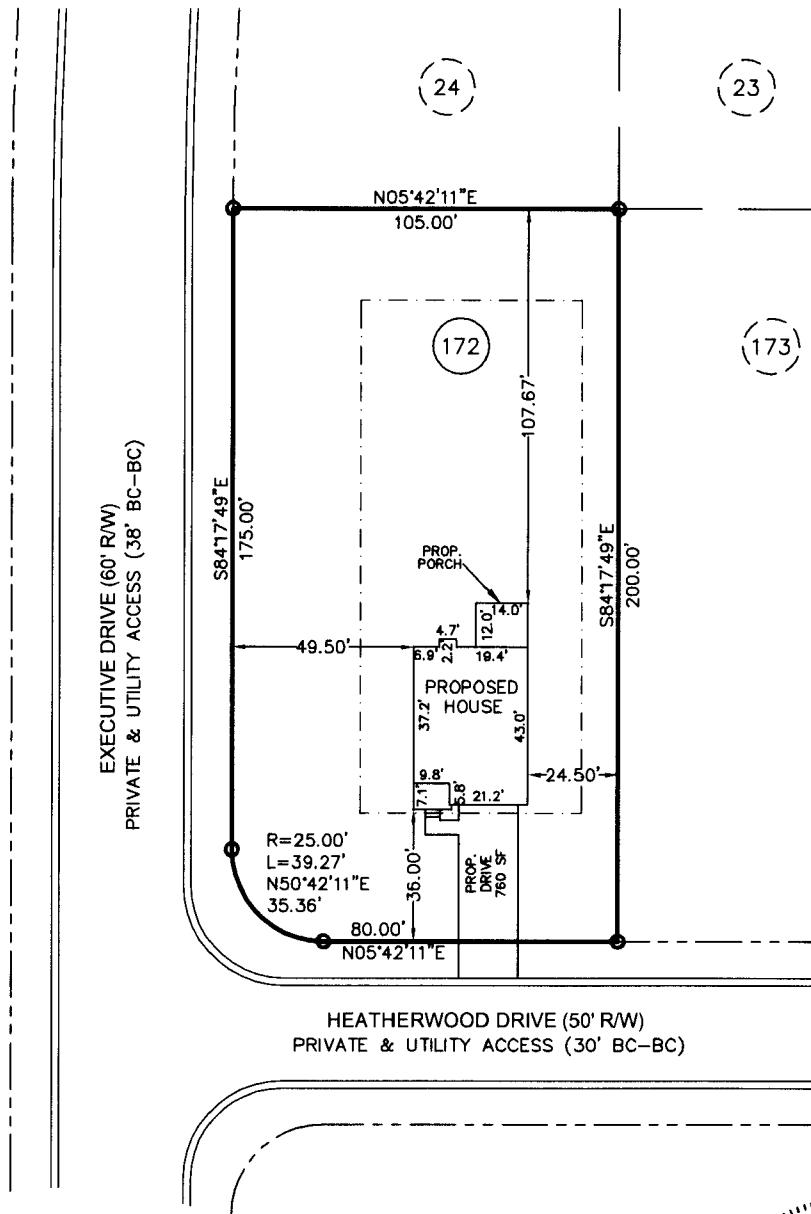 24
23
N05°42'11"E
105.00'
172
173
107.67'
S84°17'49"E
175.00'
S84°17'49"E
200.00'
EXECUTIVE DRIVE (60' R/W)
PRIVATE & UTILITY ACCESS (38' BC-BC)
PROP.
PORCH
14.0'
12.0'
4.7'
49.50'
6.9'
2.2'
19.4'
PROPOSED
HOUSE
37.2'
43.0'
24.50'
9.8'
7.1'
5.8'
21.2'
R=25.00'
L=39.27'
N50°42'11"E
35.36'
36.00'
PROP.
DRIVE
760 SF
80.00'
N05°42'11"E
HEATHERWOOD DRIVE (50' R/W)
PRIVATE & UTILITY ACCESS (30' BC-BC)